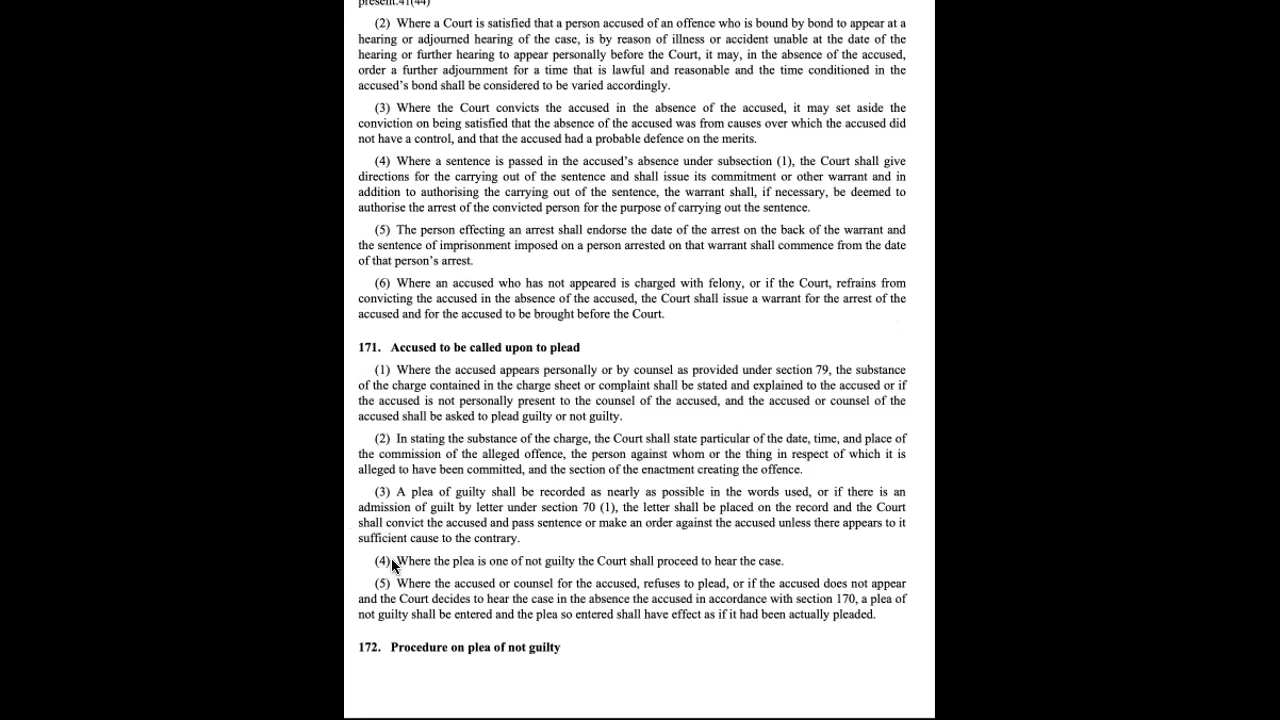 present.41(44)
(2) Where a Court is satisfied that a person accused of an offence who is bound by bond to appear at a
hearing or adjourned hearing of the case, is by reason of illness or accident unable at the date of the
hearing or further hearing to appear personally before the Court, it may, in the absence of the accused,
order a further adjournment for a time that is lawful and reasonable and the time conditioned in the
accused’s bond shall be considered to be varied accordingly.
(3) Where the Court convicts the accused in the absence of the accused, it may set aside the
conviction on being satisfied that the absence of the accused was from causes over which the accused did
not have a control, and that the accused had a probable defence on the merits.
(4) Where a sentence is passed in the accused’s absence under subsection (1), the Court shall give
directions for the carrying out of the sentence and shall issue its commitment or other warrant and in
addition to authorising the carrying out of the sentence, the warrant shall, if necessary, be deemed to
authorise the arrest of the convicted person for the purpose of carrying out the sentence.
(5) The person effecting an arrest shall endorse the date of the arrest on the back of the warrant and
the sentence of imprisonment imposed on a person arrested on that warrant shall commence from the date
of that person’s arrest.
(6) Where an accused who has not appeared is charged with felony, or if the Court, refrains from
convicting the accused in the absence of the accused, the Court shall issue a warrant for the arrest of the
accused and for the accused to be brought before the Court.
171. Accused to be called upon to plead
(1) Where the accused appears personally or by counsel as provided under section 79, the substance
of the charge contained in the charge sheet or complaint shall be stated and explained to the accused or if
the accused is not personally present to the counsel of the accused, and the accused or counsel of the
accused shall be asked to plead guilty or not guilty.
(2) In stating the substance of the charge, the Court shall state particular of the date, time, and place of
the commission of the alleged offence, the person against whom or the thing in respect of which it is
alleged to have been committed, and the section of the enactment creating the offence.
(3) A plea of guilty shall be recorded as nearly as possible in the words used, or if there is an
admission of guilt by letter under section 70 (1), the letter shall be placed on the record and the Court
shall convict the accused and pass sentence or make an order against the accused unless there appears to it
sufficient cause to the contrary.
(4) Where the plea is one of not guilty the Court shall proceed to hear the case.
(5) Where the accused or counsel for the accused, refuses to plead, or if the accused does not appear
and the Court decides to hear the case in the absence the accused in accordance with section 170, a plea of
not guilty shall be entered and the plea so entered shall have effect as if it had been actually pleaded.
172. Procedure on plea of not guilty